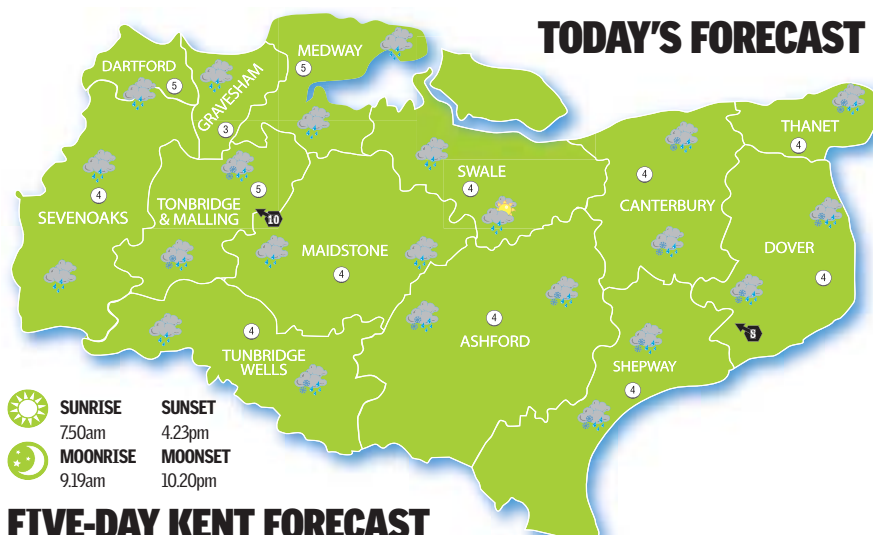 TODAY'S FORECAST
MEDWAY
5
DARTFORD
5
GRAVESHAM
3
THANET
4
SWALE
4
4
CANTERBURY
4
SEVENOAKS
5
TONBRIDGE
& MALLING
10
MAIDSTONE
4
DOVER
4
4
TUNBRIDGE
WELLS
4
ASHFORD
8
SHEPWAY
4
SUNRISE SUNSET
7.50am 4.23pm
MOONRISE MOONSET
9.19am 10.20pm
FIVE-DAY KENT FORECAST